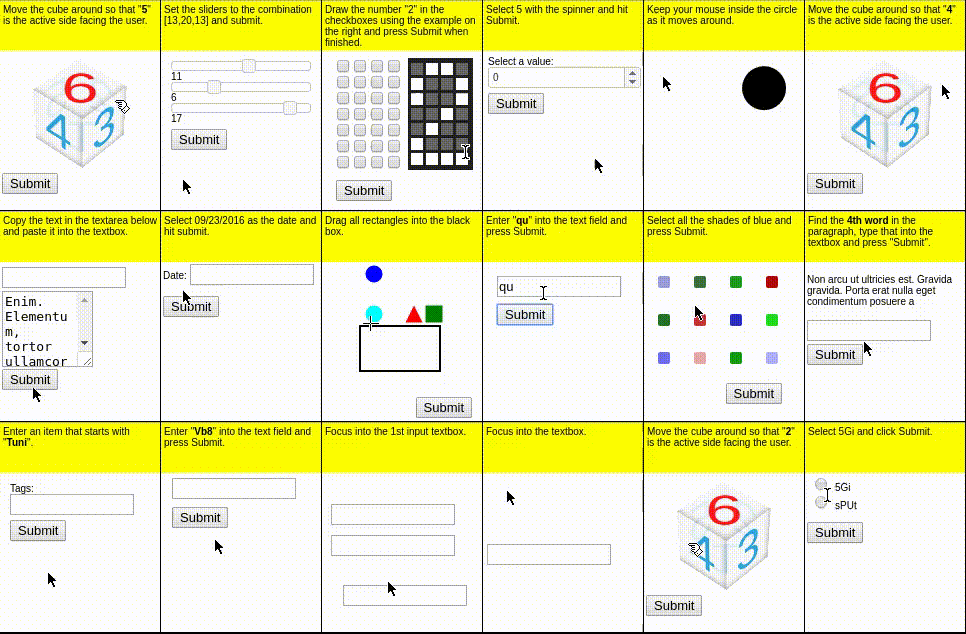 Move the cube around so that "5"
is the active side facing the user.
6
4 3
Submit
Set the sliders to the combination
[13,20,13] and submit.
11
6
17
Submit
Draw the number "2" in the
checkboxes using the example on
the right and press Submit when
finished.
Submit
Select 5 with the spinner and hit
Submit.
Select a value:
0
Submit
Keep your mouse inside the circle
as it moves around.
Move the cube around so that "4"
is the active side facing the user.
6
4 3
Submit
Copy the text in the textarea below
and paste it into the textbox.
Enim.
Elementu
m,
tortor
ullamcor
Submit
Select 09/23/2016 as the date and
hit submit.
Date:
Submit
Drag all rectangles into the black
box.
Submit
Enter "qu" into the text field and
press Submit.
qu
Submit
Select all the shades of blue and
press Submit.
Submit
Find the 4th word in the
paragraph, type that into the
textbox and press "Submit".
Non arcu ut ultricies est. Gravida
gravida. Porta erat nulla eget
condimentum posuere a
Submit
Enter an item that starts with
"Tuni".
Tags:
Submit
Enter "Vb8" into the text field and
press Submit.
Submit
Focus into the 1st input textbox.
Focus into the textbox.
Move the cube around so that "2"
is the active side facing the user.
6
4 3
Submit
Select 5Gi and click Submit.
5Gi
sPUt
Submit